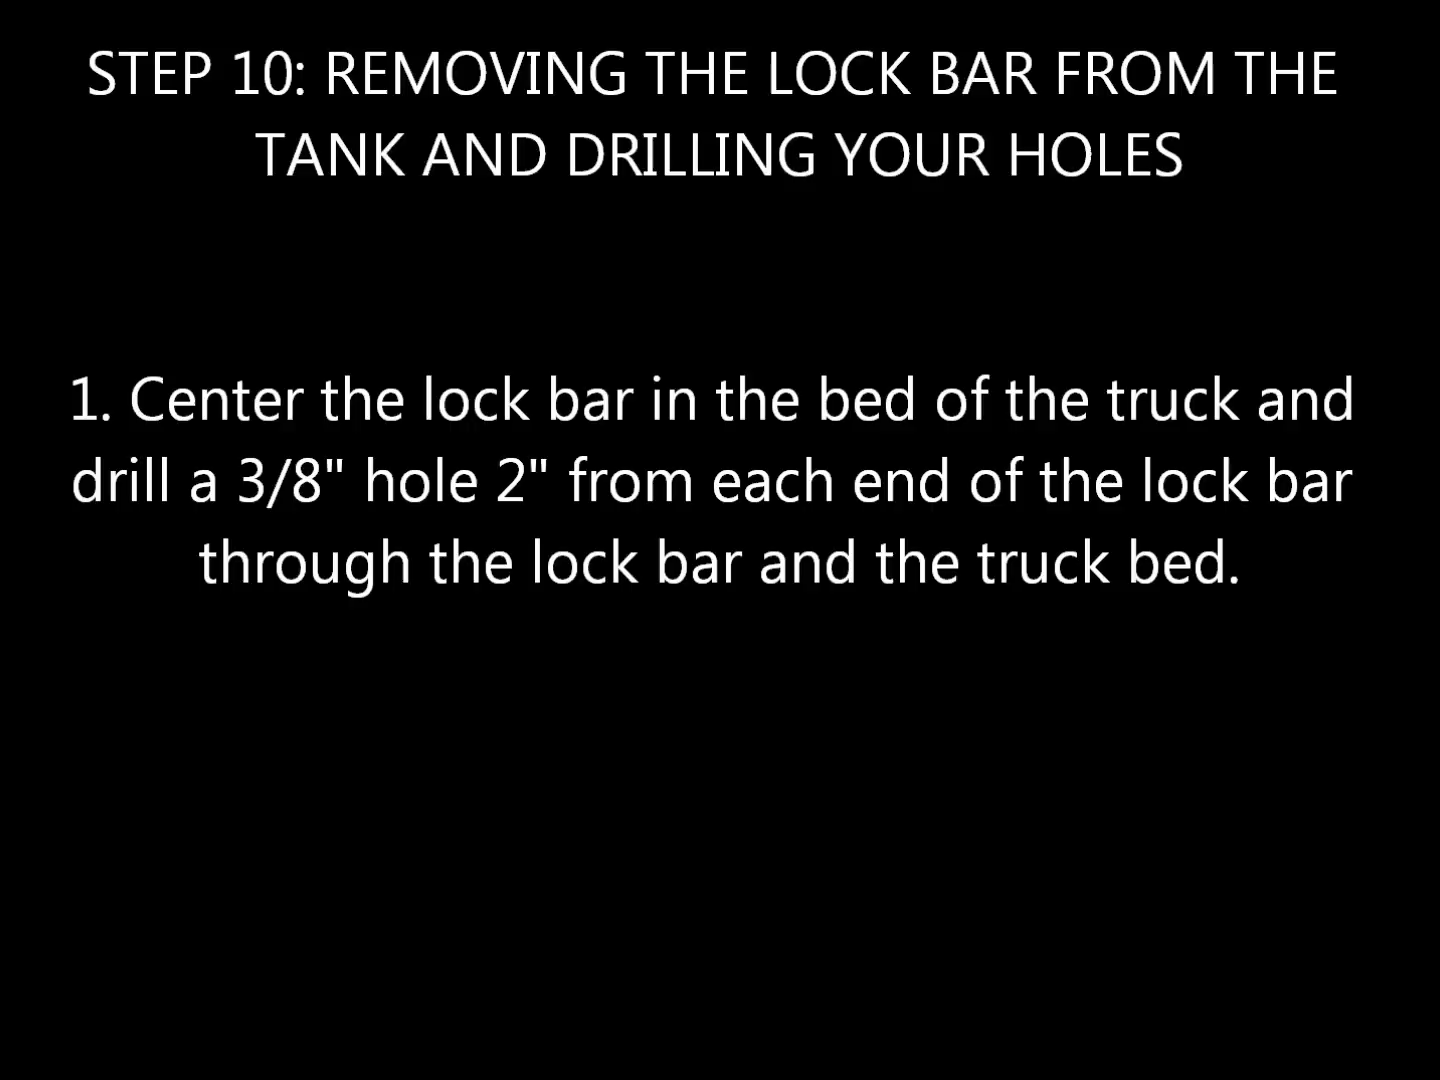 STEP 10: REMOVING THE LOCK BAR FROM THE
TANK AND DRILLING YOUR HOLES
1. Center the lock bar in the bed of the truck and
drill a 3/8" hole 2" from each end of the lock bar
through the lock bar and the truck bed.